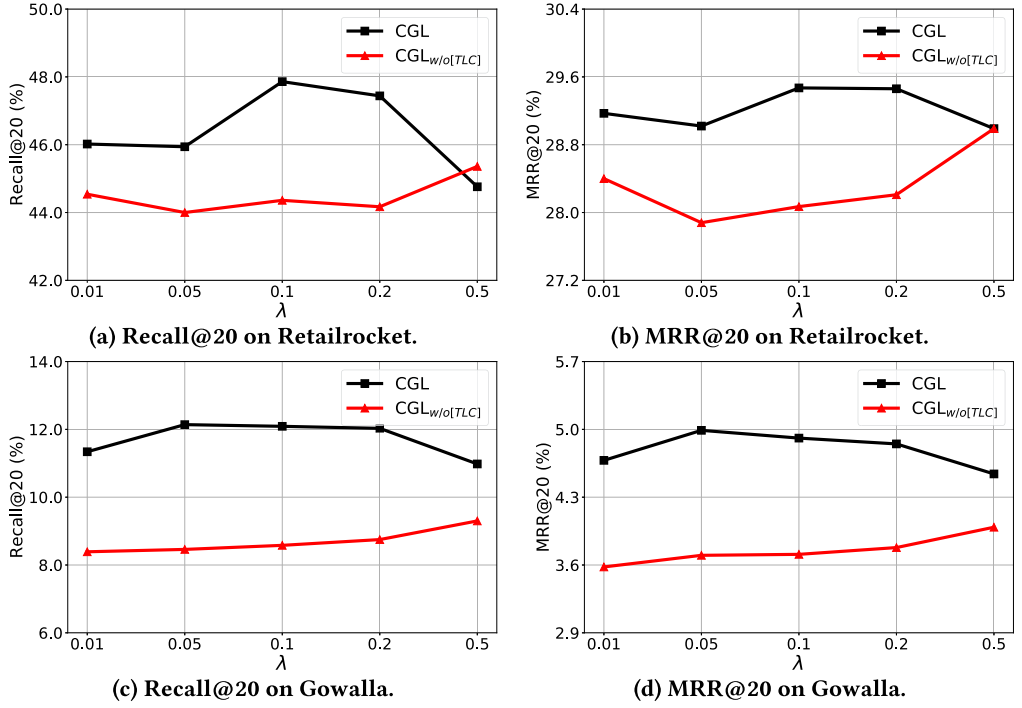 50.0
48.0
46.0
44.0
42.0
Recall@20 (%)
CGL
CGL_{w/o[TLC]}
0.01 0.05 0.1 0.2 0.5
λ
(a) Recall@20 on Retailrocket.
30.4
29.6
28.8
28.0
27.2
MRR@20 (%)
CGL
CGL_{w/o[TLC]}
0.01 0.05 0.1 0.2 0.5
λ
(b) MRR@20 on Retailrocket.
14.0
12.0
10.0
8.0
6.0
Recall@20 (%)
CGL
CGL_{w/o[TLC]}
0.01 0.05 0.1 0.2 0.5
λ
(c) Recall@20 on Gowalla.
5.7
5.0
4.3
3.6
2.9
MRR@20 (%)
CGL
CGL_{w/o[TLC]}
0.01 0.05 0.1 0.2 0.5
λ
(d) MRR@20 on Gowalla.